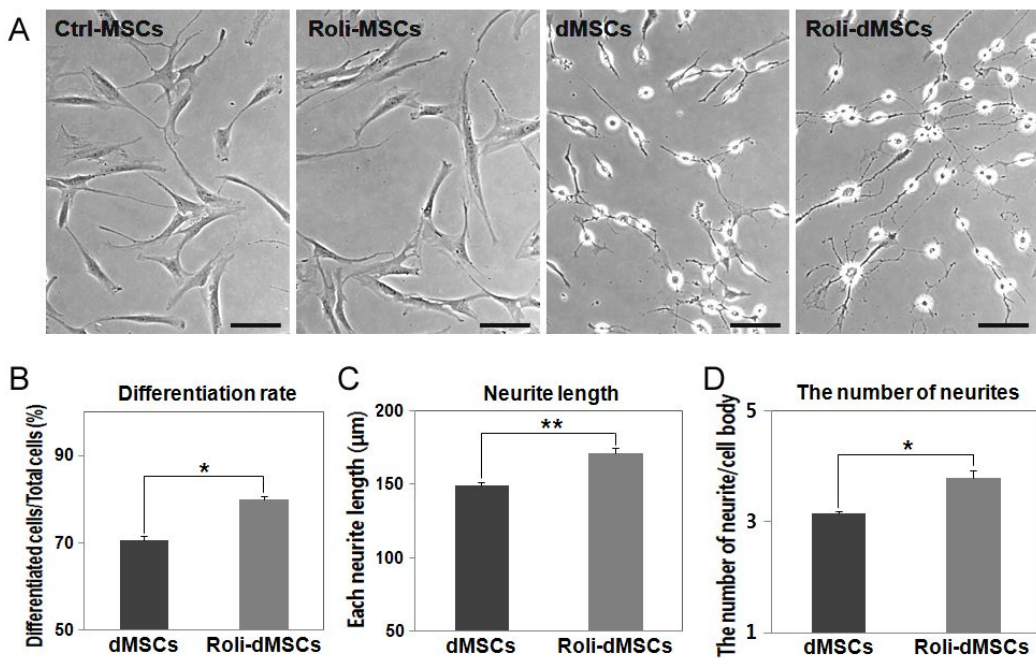 A
Ctrl-MSCs
Roli-MSCs
dMSCs
Roli-dMSCs
B
Differentiation rate
Differentiated cells/Total cells (%)
90
70
50
*
dMSCs
Roli-dMSCs
C
Neurite length
Each neurite length (µm)
200
150
100
50
**
dMSCs
Roli-dMSCs
D
The number of neurites
The number of neurite/cell body
5
3
1
*
dMSCs
Roli-dMSCs